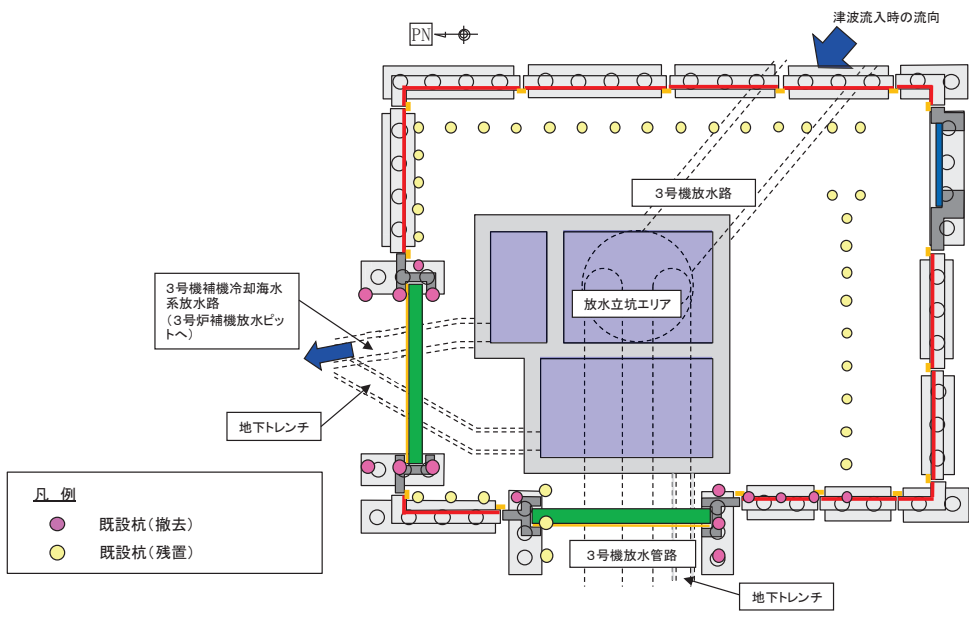 津波流入時の流向
PN
3号機放水路
3号機補機冷却海水
系放水路
(3号炉補機放水ピッ
トへ)
放水立坑エリア
地下トレンチ
凡 例
既設杭(撤去)
既設杭(残置)
3号機放水管路
地下トレンチ